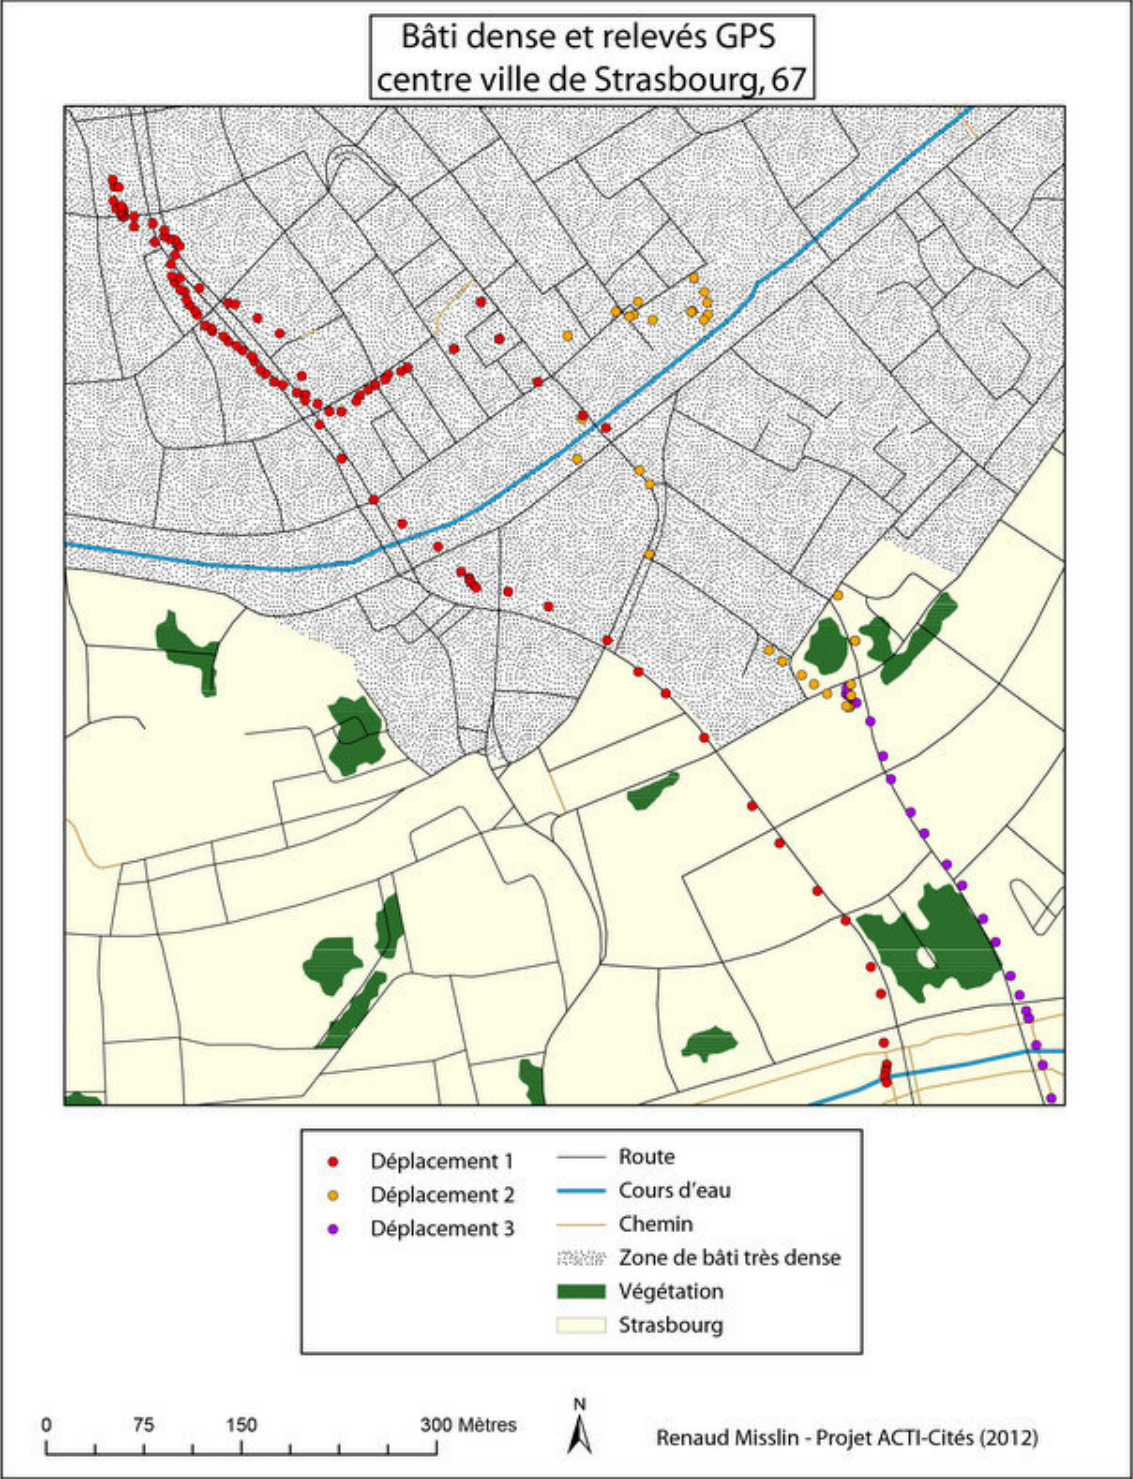 Bâti dense et relevés GPS
centre ville de Strasbourg, 67
Déplacement 1
Déplacement 2
Déplacement 3
Route
Cours d'eau
Chemin
Zone de bâti très dense
Végétation
Strasbourg
0 75 150 300 Mètres
N
Renaud Misslin - Projet ACTI-Cités (2012)